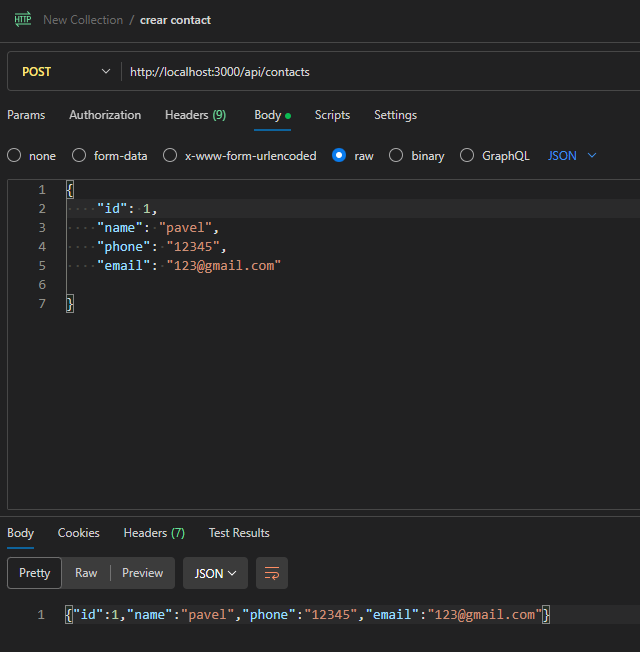 HTTP New Collection / crear contact
POST http://localhost:3000/api/contacts
Params Authorization Headers (9) Body Scripts Settings
none form-data x-www-form-urlencoded raw binary GraphQL JSON
1 {
2 "id": 1,
3 "name": "pavel",
4 "phone": "12345",
5 "email": "123@gmail.com"
6
7 }
Body Cookies Headers (7) Test Results
Pretty Raw Preview JSON
1 {"id":1,"name":"pavel","phone":"12345","email":"123@gmail.com"}